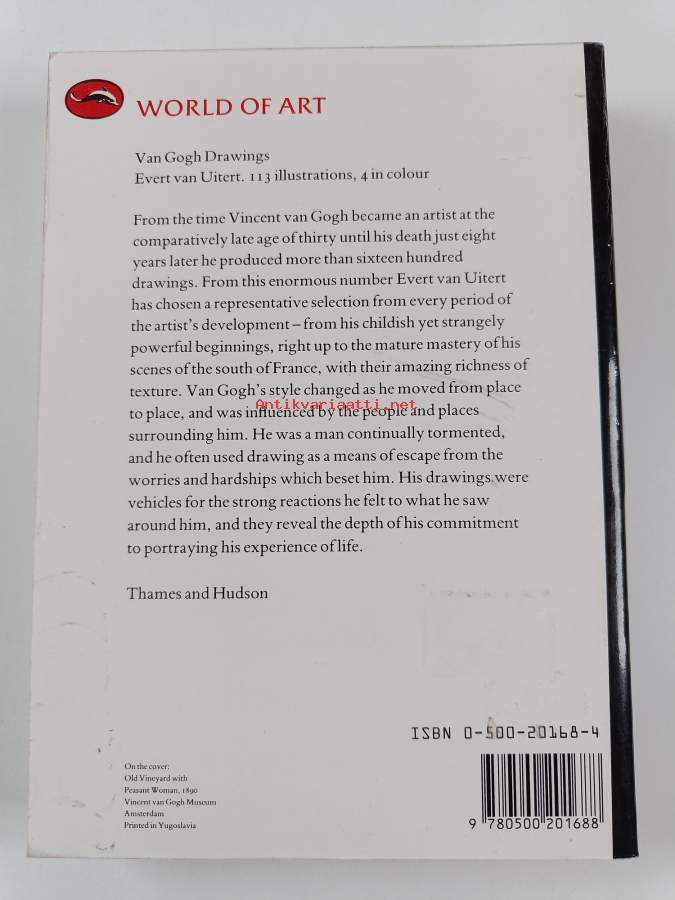 WORLD OF ART
Van Gogh Drawings
Evert van Uitert. 113 illustrations, 4 in colour
From the time Vincent van Gogh became an artist at the
comparatively late age of thirty until his death just eight
years later he produced more than sixteen hundred
drawings. From this enormous number Evert van Uitert
has chosen a representative selection from every period of
the artist's development – from his childish yet strangely
powerful beginnings, right up to the mature mastery of his
scenes of the south of France, with their amazing richness of
texture. Van Gogh's style changed as he moved from place
Antikvariaatti.net
to place, and was influenced by the people and places
surrounding him. He was a man continually tormented,
and he often used drawing as a means of escape from the
worries and hardships which beset him. His drawings were
vehicles for the strong reactions he felt to what he saw
around him, and they reveal the depth of his commitment
to portraying his experience of life.
Thames and Hudson
ISBN 0-500-20168-4
On the cover:
Old Vineyard with
Peasant Woman, 1890
Vincent van Gogh Museum
Amsterdam
Printed in Yugoslavia
9 780500 201688